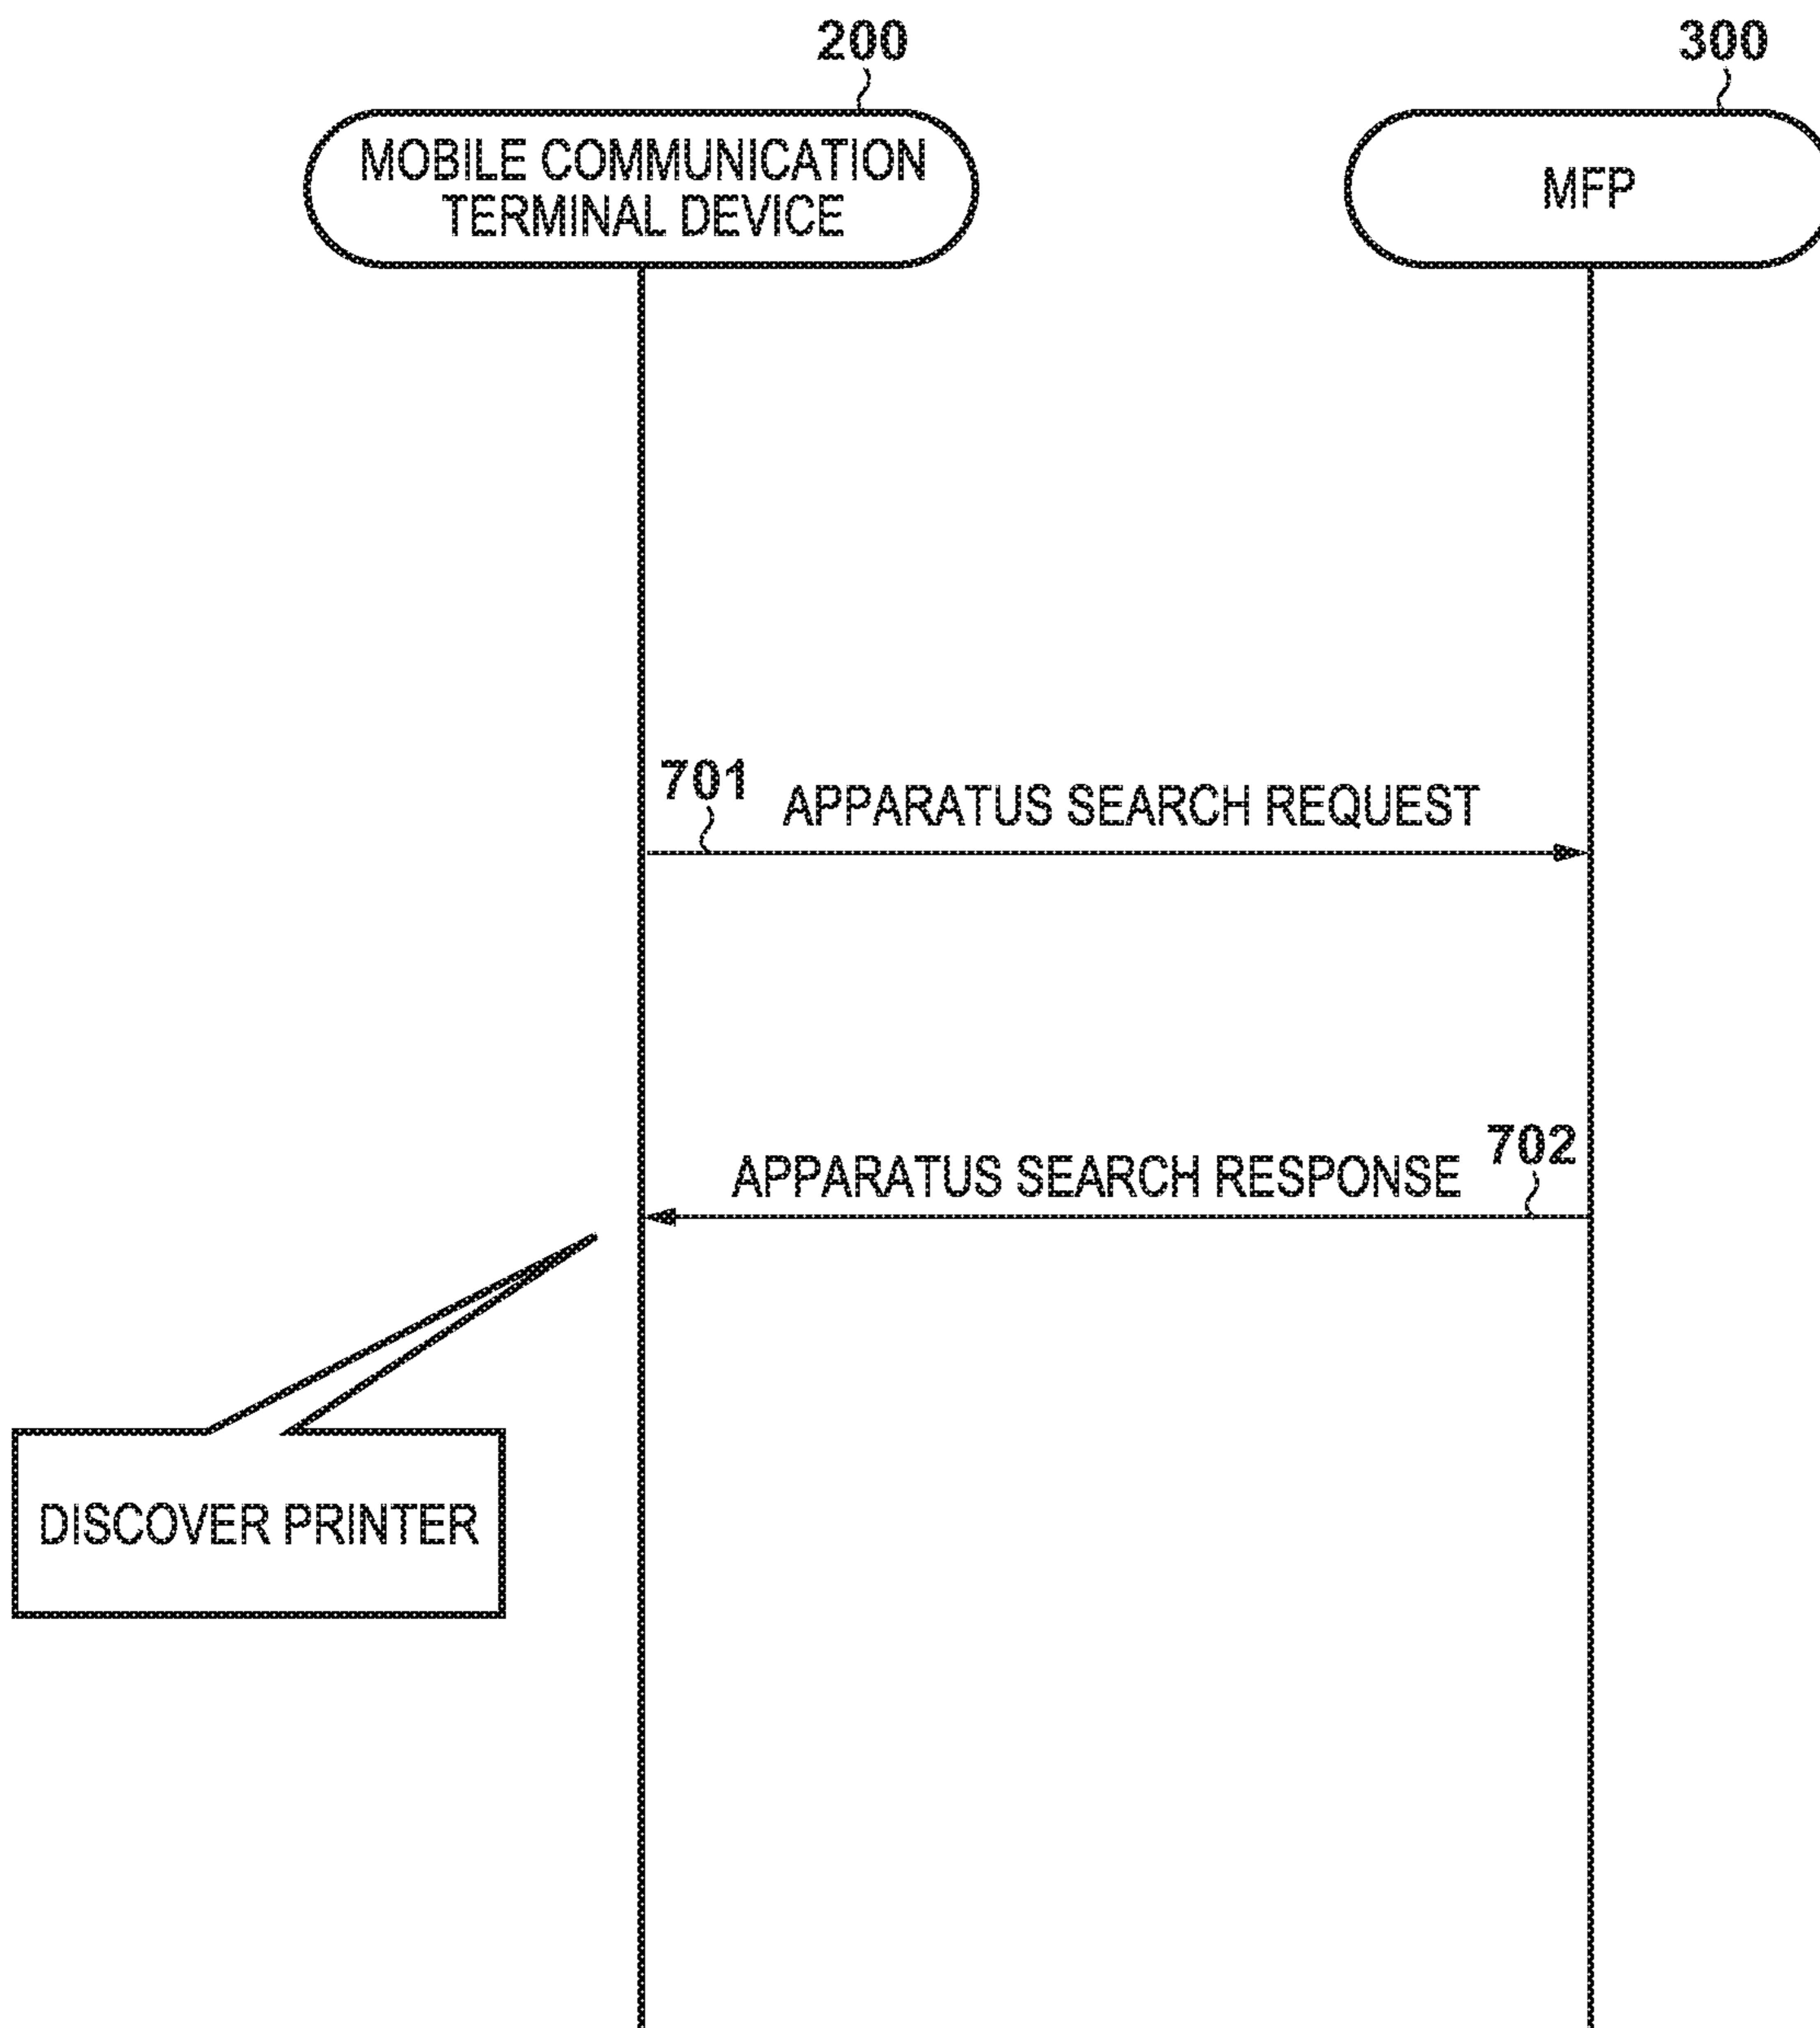 200
300
MOBILE COMMUNICATION
TERMINAL DEVICE
MFP
701
APPARATUS SEARCH REQUEST
702
APPARATUS SEARCH RESPONSE
DISCOVER PRINTER